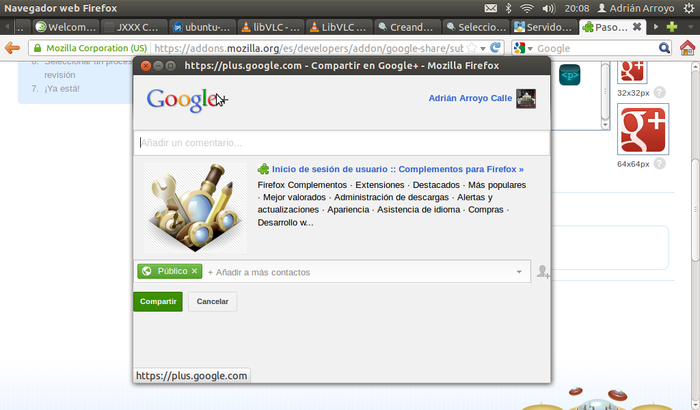 Navegador web Firefox
20:08 Adrián Arroyo
Welcom...
JXXX C...
ubuntu-...
libVLC - ...
LibVLC ...
Creand...
Selecci...
Servido...
Paso...
Mozilla Corporation (US)
https://addons.mozilla.org/es/developers/addon/google-share/sub
Google
https://plus.google.com - Compartir en Google+ - Mozilla Firefox
6. Seleccionar un proces
revisión
7. ¡Ya está!
<p>
32x32px ?
g+
64x64px ?
Google+
Adrián Arroyo Calle
Añadir un comentario...
Inicio de sesión de usuario :: Complementos para Firefox »
Firefox Complementos · Extensiones · Destacados · Más populares
· Mejor valorados · Administración de descargas · Alertas y
actualizaciones · Apariencia · Asistencia de idioma · Compras ·
Desarrollo w...
Público ×
+ Añadir a más contactos
Compartir
Cancelar
https://plus.google.com